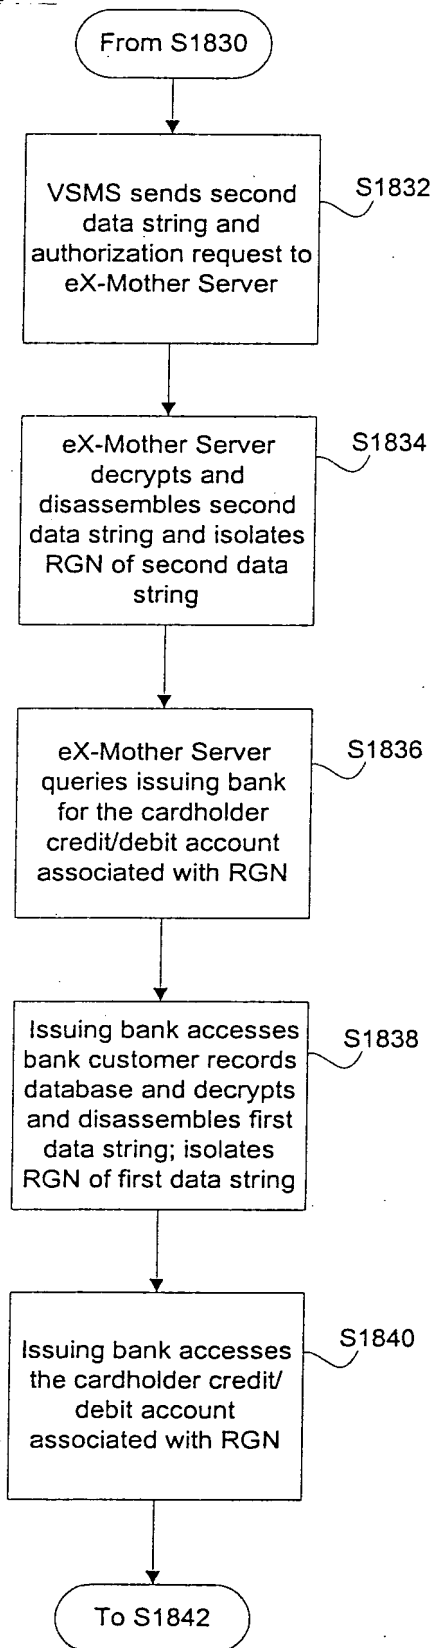 From S1830
VSMS sends second
data string and
authorization request to
eX-Mother Server
S1832
eX-Mother Server
decrypts and
disassembles second
data string and isolates
RGN of second data
string
S1834
eX-Mother Server
queries issuing bank
for the cardholder
credit/debit account
associated with RGN
S1836
Issuing bank accesses
bank customer records
database and decrypts
and disassembles first
data string; isolates
RGN of first data string
S1838
Issuing bank accesses
the cardholder credit/
debit account
associated with RGN
S1840
To S1842